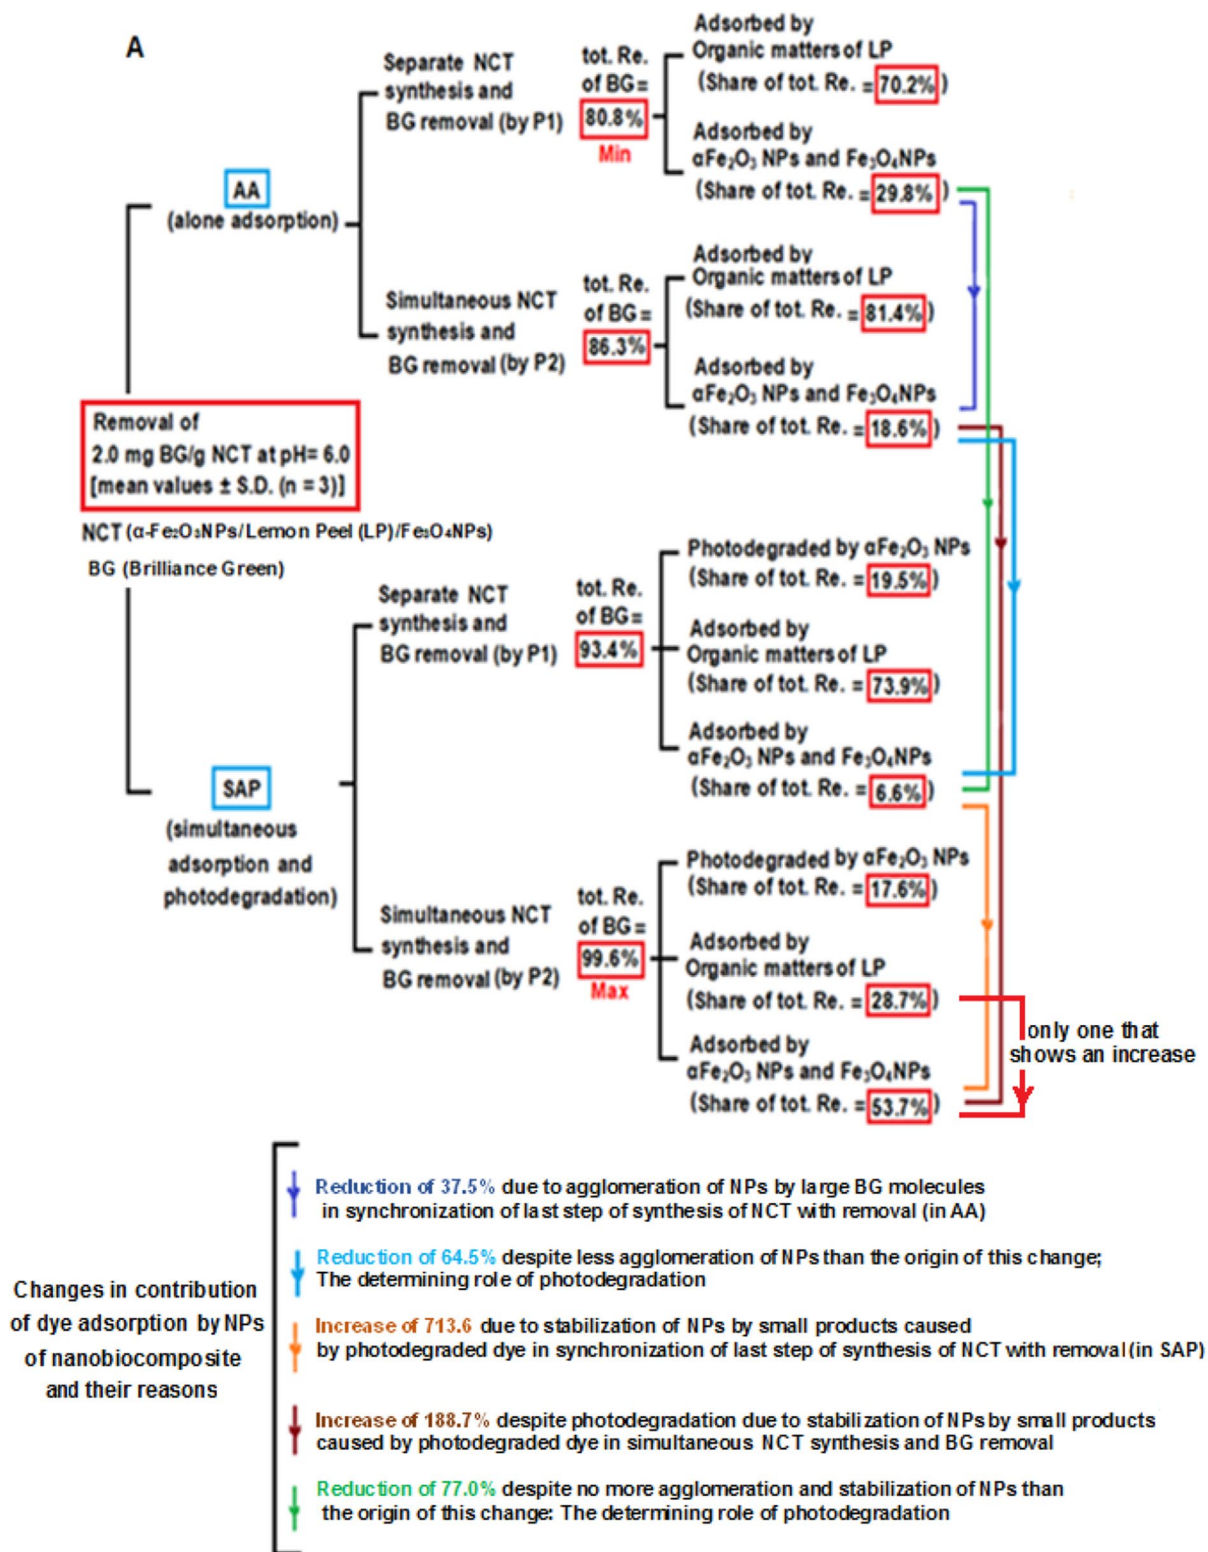 A
Separate NCT
synthesis and
BG removal (by P1)
tot. Re.
of BG=
80.8%
Min
Adsorbed by
Organic matters of LP
(Share of tot. Re. = 70.2%)
Adsorbed by
αFe₂O₃ NPs and Fe₃O₄NPs
(Share of tot. Re. = 29.8%)
AA
(alone adsorption)
Simultaneous NCT
synthesis and
BG removal (by P2)
tot. Re.
of BG=
86.3%
Adsorbed by
Organic matters of LP
(Share of tot. Re. = 81.4%)
Adsorbed by
αFe₂O₃ NPs and Fe₃O₄NPs
(Share of tot. Re. = 18.6%)
Removal of
2.0 mg BG/g NCT at pH= 6.0
[mean values ± S.D. (n = 3)]
NCT (α-Fe₂O₃NPs/Lemon Peel (LP)/Fe₃O₄NPs)
BG (Brilliance Green)
Separate NCT
synthesis and
BG removal (by P1)
tot. Re.
of BG=
93.4%
Photodegraded by αFe₂O₃ NPs
(Share of tot. Re. = 19.5%)
Adsorbed by
Organic matters of LP
(Share of tot. Re. = 73.9%)
Adsorbed by
αFe₂O₃ NPs and Fe₃O₄NPs
(Share of tot. Re. = 6.6%)
SAP
(simultaneous
adsorption and
photodegradation)
Simultaneous NCT
synthesis and
BG removal (by P2)
tot. Re.
of BG=
99.6%
Max
Photodegraded by αFe₂O₃ NPs
(Share of tot. Re. = 17.6%)
Adsorbed by
Organic matters of LP
(Share of tot. Re. = 28.7%)
Adsorbed by
αFe₂O₃ NPs and Fe₃O₄NPs
(Share of tot. Re. = 53.7%)
only one that
shows an increase
Changes in contribution
of dye adsorption by NPs
of nanobiocomposite
and their reasons
Reduction of 37.5% due to agglomeration of NPs by large BG molecules
in synchronization of last step of synthesis of NCT with removal (in AA)
Reduction of 64.5% despite less agglomeration of NPs than the origin of this change;
The determining role of photodegradation
Increase of 713.6 due to stabilization of NPs by small products caused
by photodegraded dye in synchronization of last step of synthesis of NCT with removal (in SAP)
Increase of 188.7% despite photodegradation due to stabilization of NPs by small products
caused by photodegraded dye in simultaneous NCT synthesis and BG removal
Reduction of 77.0% despite no more agglomeration and stabilization of NPs than
the origin of this change: The determining role of photodegradation